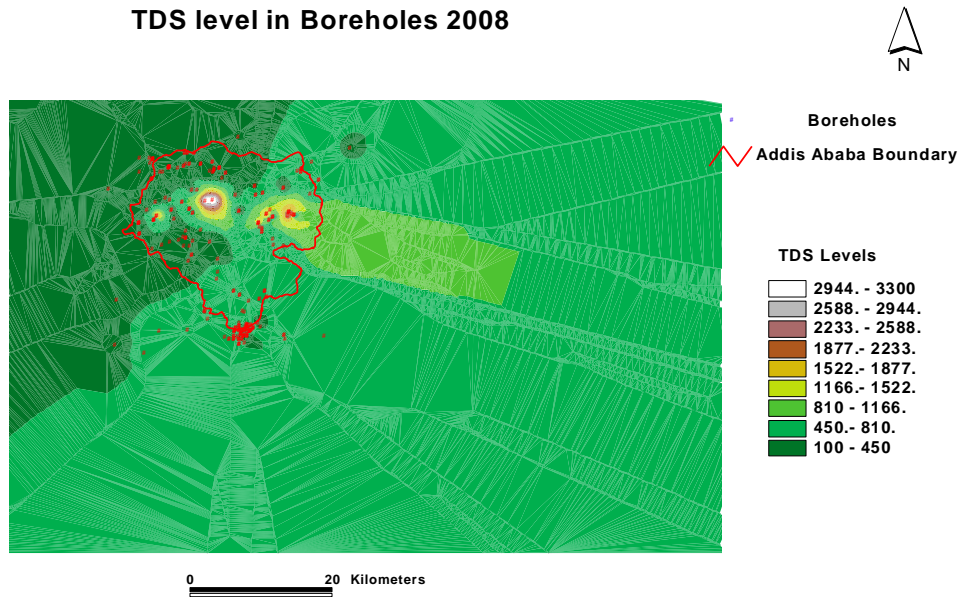 TDS level in Boreholes 2008
N
Boreholes
Addis Ababa Boundary
TDS Levels
2944. - 3300
2588. - 2944.
2233. - 2588.
1877.- 2233.
1522.- 1877.
1166.- 1522.
810 - 1166.
450.- 810.
100 - 450
0 20 Kilometers